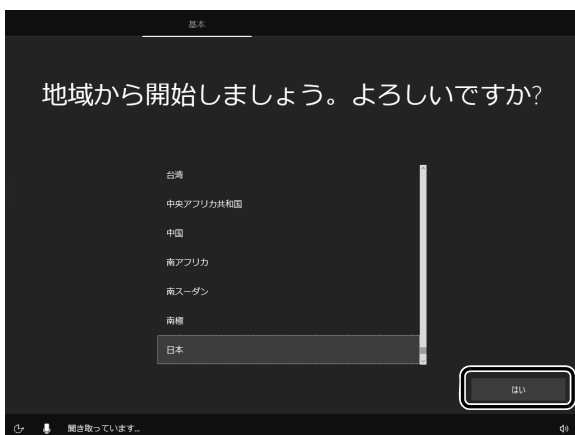 基本
地域から開始しましょう。よろしいですか?
台湾
中央アフリカ共和国
中国
南アフリカ
南スーダン
南極
日本
はい
聞き取っています...